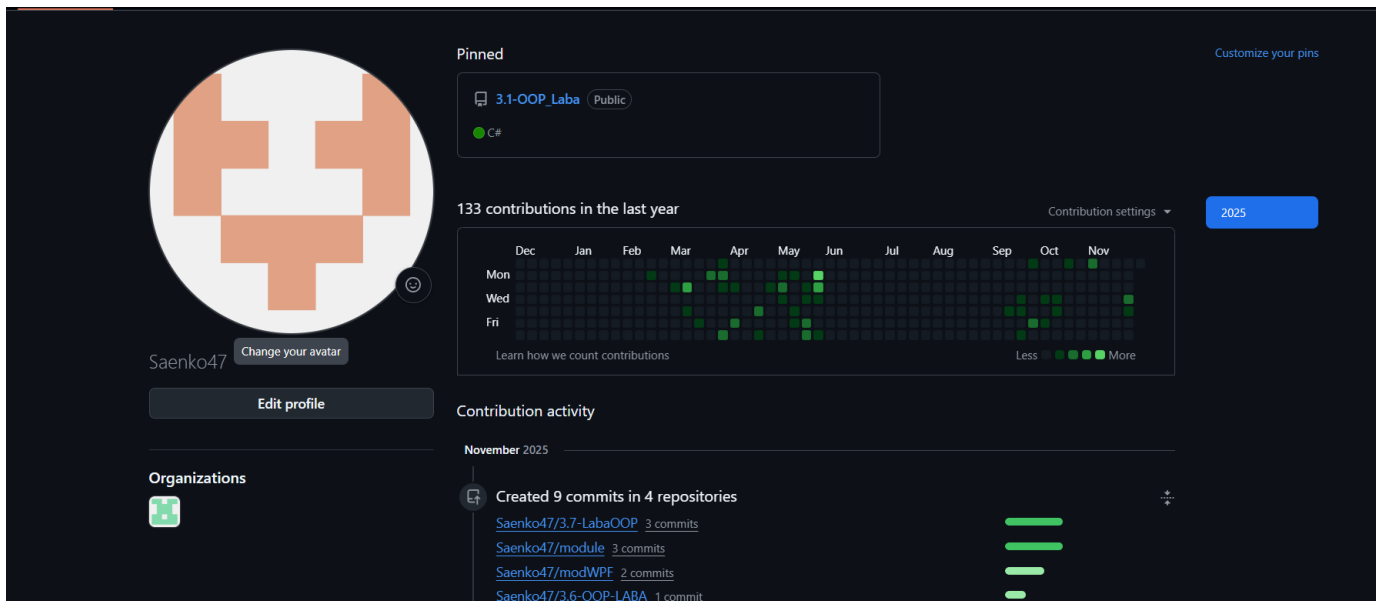 Saenko47
Change your avatar
Edit profile
Organizations
Pinned
Customize your pins
3.1-OOP_Laba Public
C#
133 contributions in the last year
Contribution settings
2025
Dec Jan Feb Mar Apr May Jun Jul Aug Sep Oct Nov
Mon
Wed
Fri
Learn how we count contributions
Less More
Contribution activity
November 2025
Created 9 commits in 4 repositories
Saenko47/3.7-LabaOOP 3 commits
Saenko47/module 3 commits
Saenko47/modWPF 2 commits
Saenko47/3.6-OOP-LABA 1 commit